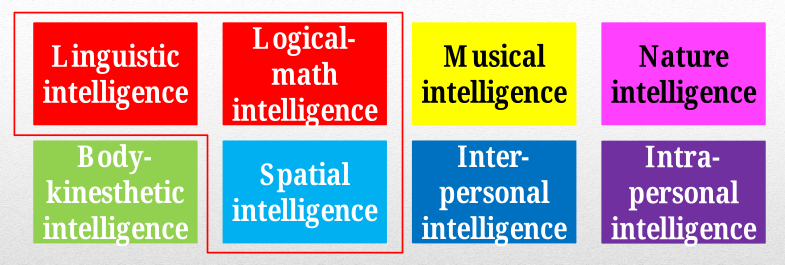 Linguistic
intelligence
Logical-
math
intelligence
Musical
intelligence
Nature
intelligence
Body-
kinesthetic
intelligence
Spatial
intelligence
Inter-
personal
intelligence
Intra-
personal
intelligence